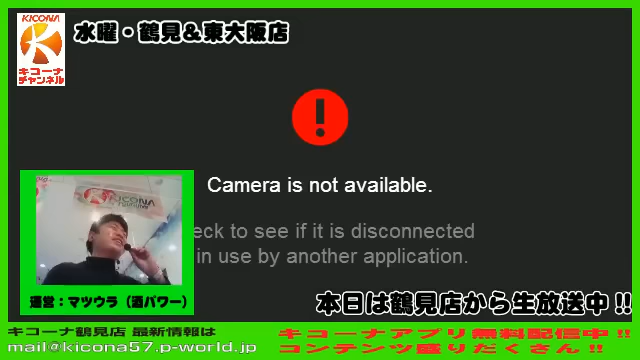 KICONA
キコーナ
チャンネル
水曜・鶴見＆東大阪店
Camera is not available.
eck to see if it is disconnected
in use by another application.
KICONA
運営：マツウラ（酒パワー）
本日は鶴見店から生放送中!!
キコーナ鶴見店 最新情報は
mail@kicona57.p-world.jp
キコーナアプリ無料配信中!!
コンテンツ盛りだくさん!!